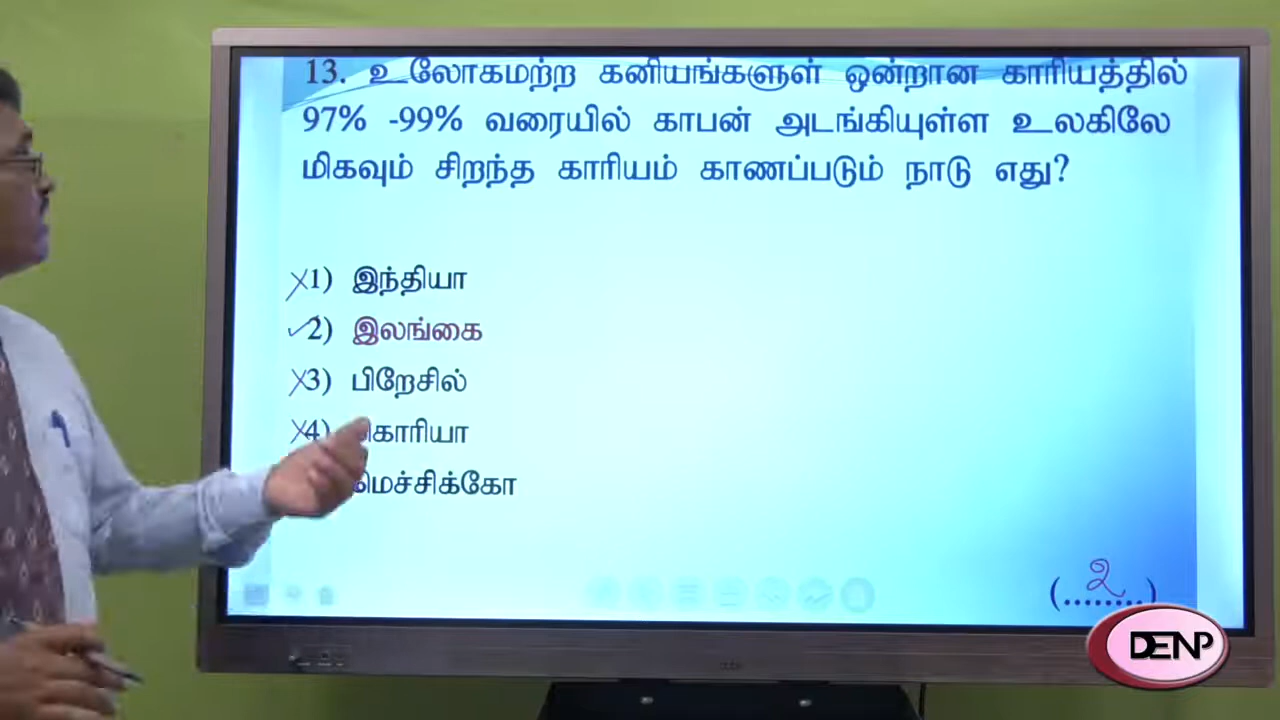 13. உலோகமற்ற கனியங்களுள் ஒன்றான காரியத்தில்
97% -99% வரையில் காபன் அடங்கியுள்ள உலகிலே
மிகவும் சிறந்த காரியம் காணப்படும் நாடு எது?
1) இந்தியா
2) இலங்கை
3) பிறேசில்
4) கொரியா
மெச்சிக்கோ
(....2....)
DENP